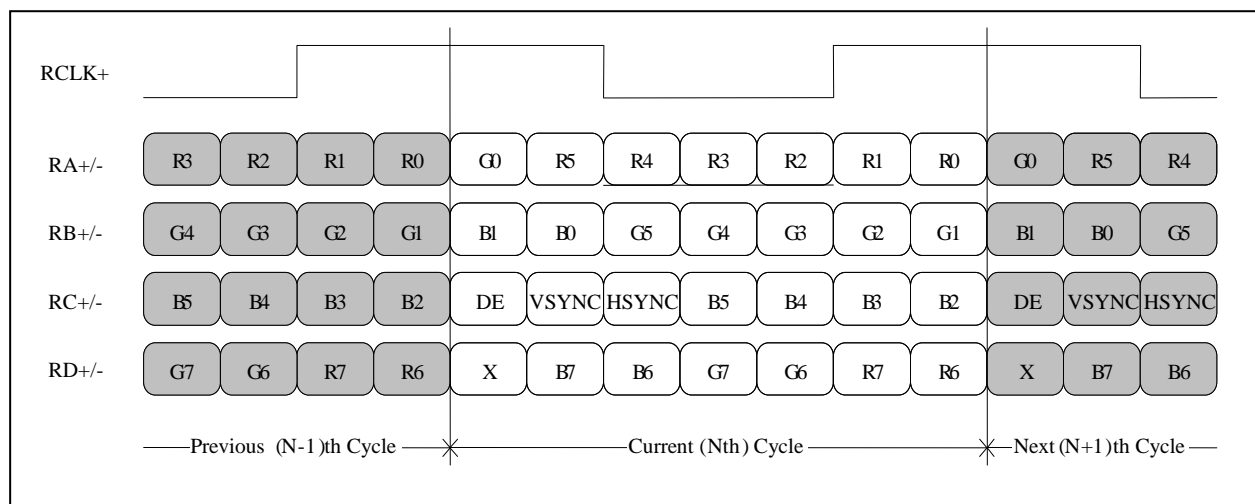 RCLK+
RA+/- R3 R2 R1 R0 G0 R5 R4 R3 R2 R1 R0 G0 R5 R4
RB+/- G4 G3 G2 G1 B1 B0 G5 G4 G3 G2 G1 B1 B0 G5
RC+/- B5 B4 B3 B2 DE VSYNC HSYNC B5 B4 B3 B2 DE VSYNC HSYNC
RD+/- G7 G6 R7 R6 X B7 B6 G7 G6 R7 R6 X B7 B6
Previous (N-1)th Cycle Current (Nth) Cycle Next (N+1)th Cycle